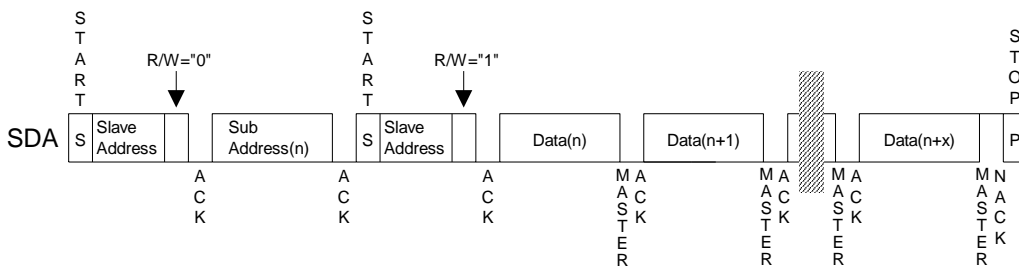 START
START
STOP
R/W="0"
R/W="1"
SDA
S
Slave
Address
Sub
Address(n)
S
Slave
Address
Data(n)
Data(n+1)
Data(n+x)
P
ACK
ACK
ACK
MASTER
ACK
MASTER
ACK
MASTER
ACK
MASTER
NACK